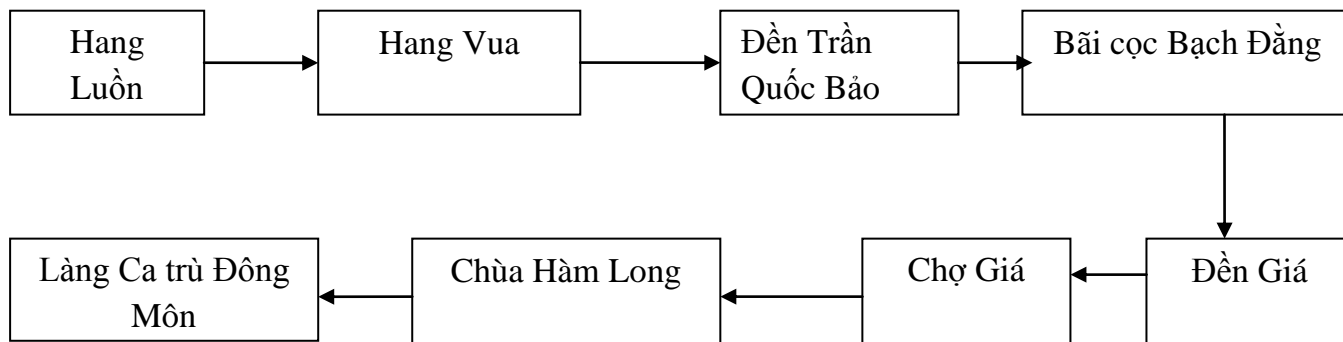 Hang
Luồn
Hang Vua
Đền Trần
Quốc Bảo
Bãi cọc Bạch Đằng
Làng Ca trù Đông
Môn
Chùa Hàm Long
Chợ Giá
Đền Giá